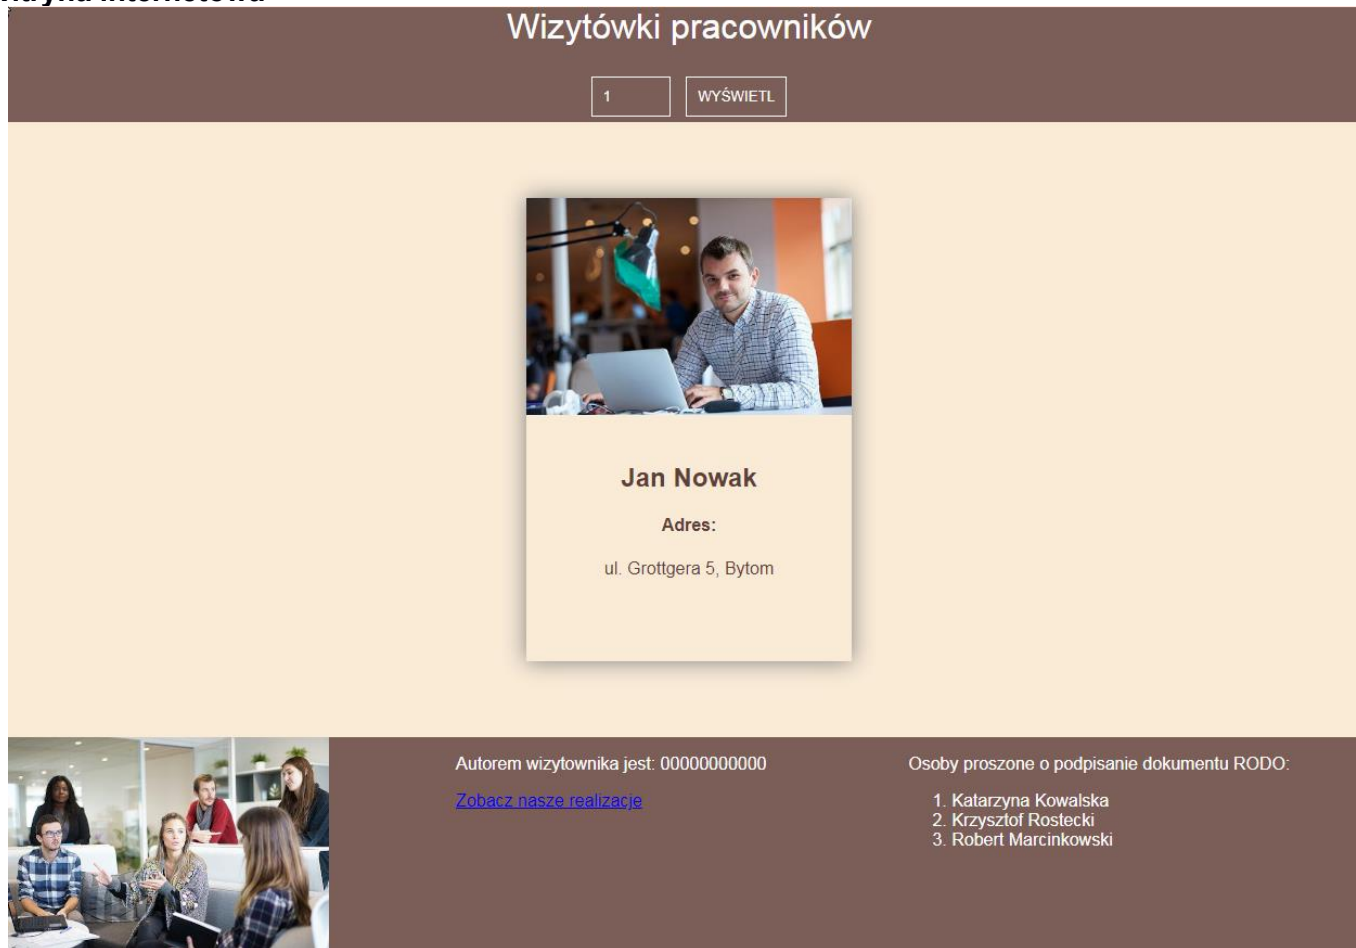 Wizytówki pracowników
1
WYŚWIETL
Jan Nowak
Adres:
ul. Grottgera 5, Bytom
Autorem wizytownika jest: 00000000000
Zobacz nasze realizacje
Osoby proszone o podpisanie dokumentu RODO:
1. Katarzyna Kowalska
2. Krzysztof Rostecki
3. Robert Marcinkowski